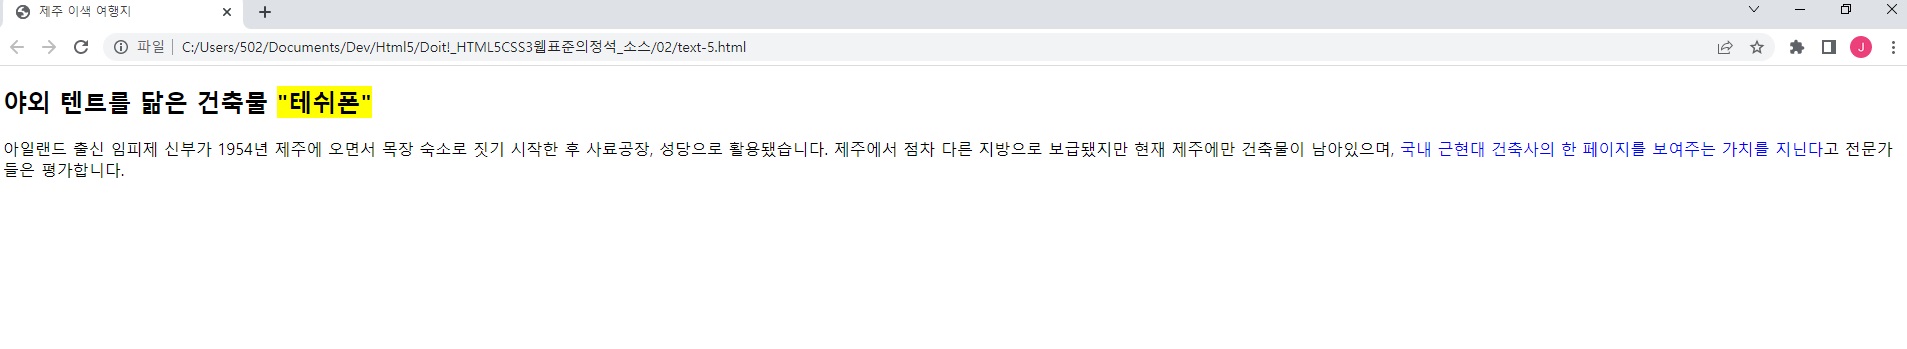 제주 이색 여행지
파일 C:/Users/502/Documents/Dev/Html5/Doit!_HTML5CSS3웹표준의정석_소스/02/text-5.html
J
야외 텐트를 닮은 건축물 "테쉬폰"
아일랜드 출신 임피제 신부가 1954년 제주에 오면서 목장 숙소로 짓기 시작한 후 사료공장, 성당으로 활용됐습니다. 제주에서 점차 다른 지방으로 보급됐지만 현재 제주에만 건축물이 남아있으며, 국내 근현대 건축사의 한 페이지를 보여주는 가치를 지닌다고 전문가
들은 평가합니다.